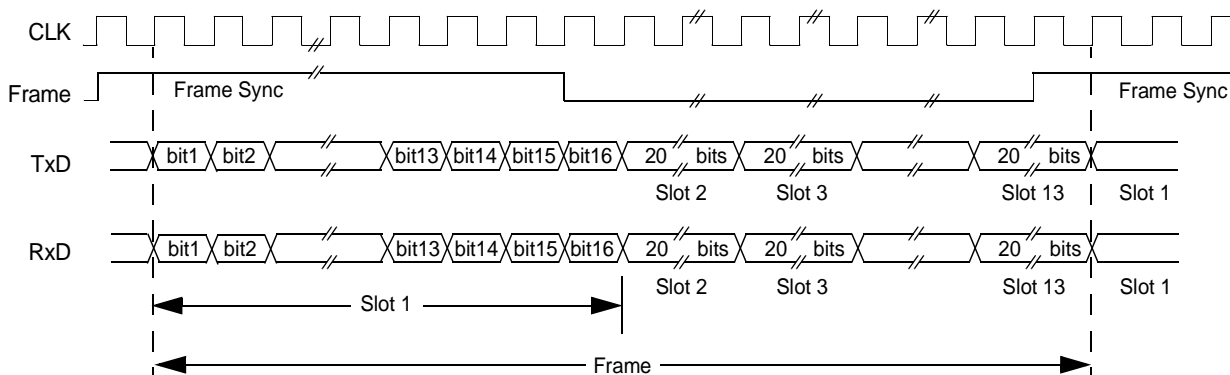 CLK
Frame
Frame Sync
Frame Sync
TxD
bit1 bit2 bit13 bit14 bit15 bit16 20 bits 20 bits 20 bits
Slot 2 Slot 3 Slot 13 Slot 1
RxD
bit1 bit2 bit13 bit14 bit15 bit16 20 bits 20 bits 20 bits
Slot 2 Slot 3 Slot 13 Slot 1
Slot 1
Frame